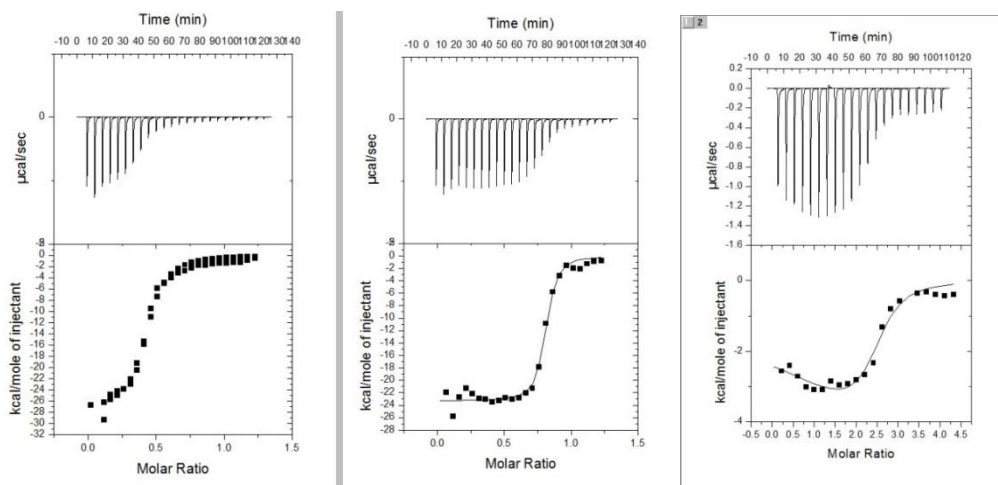 Time (min)
-10 0 10 20 30 40 50 60 70 80 90 100110 120 130 140
0
µcal/sec
-8
0
-2
-4
-6
-8
-10
-12
-14
-16
-18
-20
-22
-24
-26
-28
-30
-32
kcal/mole of injectant
0.0 0.5 1.0 1.5
Molar Ratio
Time (min)
-10 0 10 20 30 40 50 60 70 80 90 100110 120 130 140
0
µcal/sec
-8
0
-2
-4
-6
-8
-10
-12
-14
-16
-18
-20
-22
-24
-26
-28
kcal/mole of injectant
0.0 0.5 1.0 1.5
Molar Ratio
1 2
Time (min)
-10 0 10 20 30 40 50 60 70 80 90 100 110 120
0.2
0.0
-0.2
-0.4
-0.6
-0.8
-1.0
-1.2
-1.4
-1.6
µcal/sec
0
-2
-4
kcal/mole of injectant
-0.5 0.0 0.5 1.0 1.5 2.0 2.5 3.0 3.5 4.0 4.5
Molar Ratio